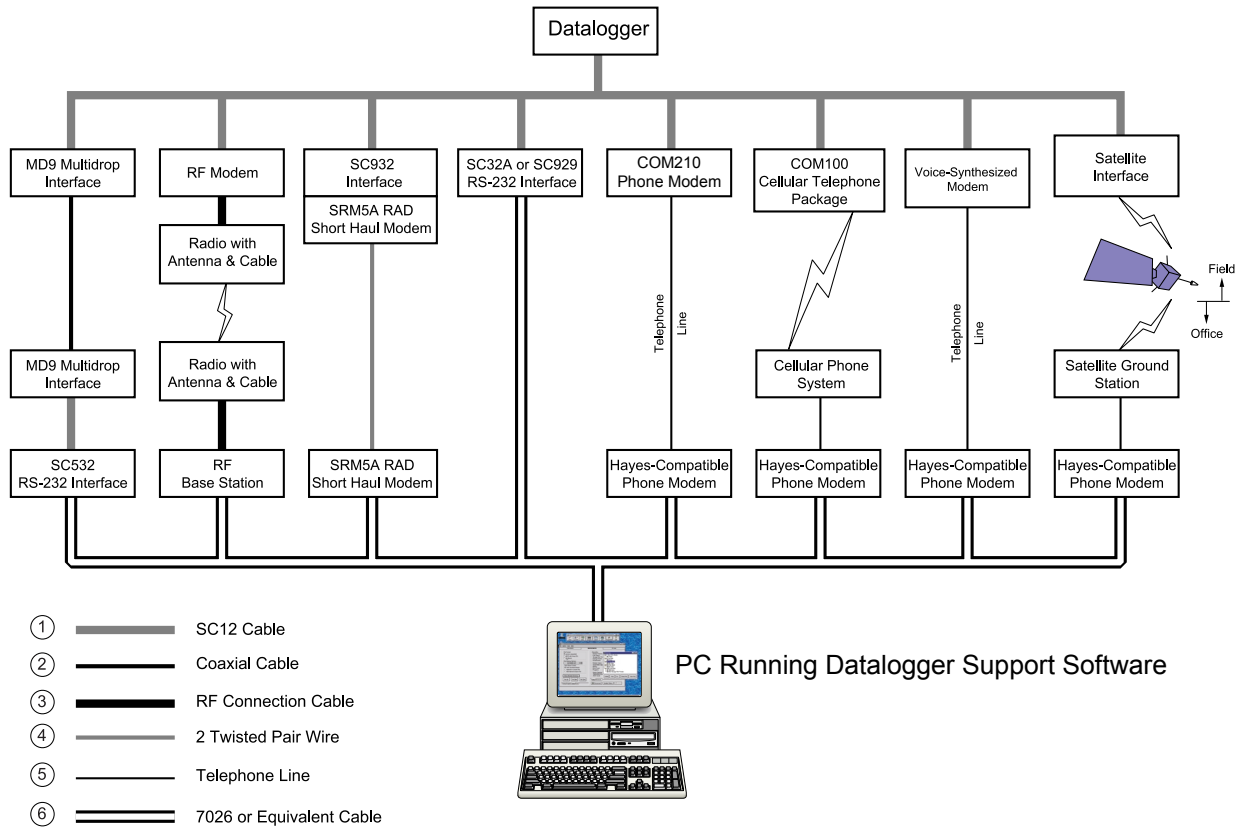 Datalogger
MD9 Multidrop
Interface
RF Modem
SC932
Interface
SRM5A RAD
Short Haul Modem
SC32A or SC929
RS-232 Interface
COM210
Phone Modem
COM100
Cellular Telephone
Package
Voice-Synthesized
Modem
Satellite
Interface
Radio with
Antenna & Cable
Field
Office
Telephone
Line
Telephone
Line
MD9 Multidrop
Interface
Radio with
Antenna & Cable
Cellular Phone
System
Satellite Ground
Station
SC532
RS-232 Interface
RF
Base Station
SRM5A RAD
Short Haul Modem
Hayes-Compatible
Phone Modem
Hayes-Compatible
Phone Modem
Hayes-Compatible
Phone Modem
Hayes-Compatible
Phone Modem
1 SC12 Cable
2 Coaxial Cable
3 RF Connection Cable
4 2 Twisted Pair Wire
5 Telephone Line
6 7026 or Equivalent Cable
PC Running Datalogger Support Software